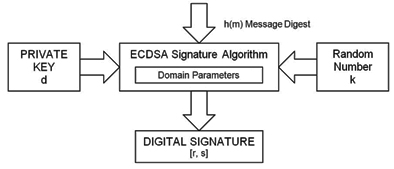 h(m) Message Digest
PRIVATE
KEY
d
ECDSA Signature Algorithm
Domain Parameters
Random
Number
k
DIGITAL SIGNATURE
[r, s]